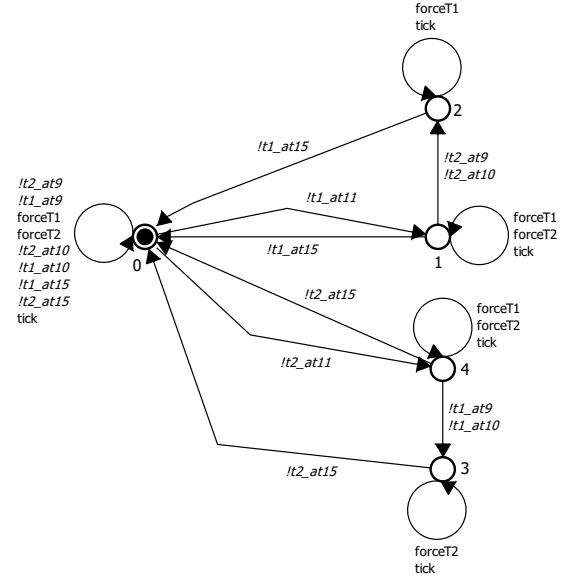 forceT1
tick
2
!t1_at15
!t2_at9
!t2_at10
!t2_at9
!t1_at9
forceT1
forceT2
!t2_at10
!t1_at10
!t1_at15
!t2_at15
tick
!t1_at11
forceT1
forceT2
tick
!t1_at15
0
1
!t2_at15
forceT1
forceT2
tick
!t2_at11
4
!t1_at9
!t1_at10
3
!t2_at15
forceT2
tick